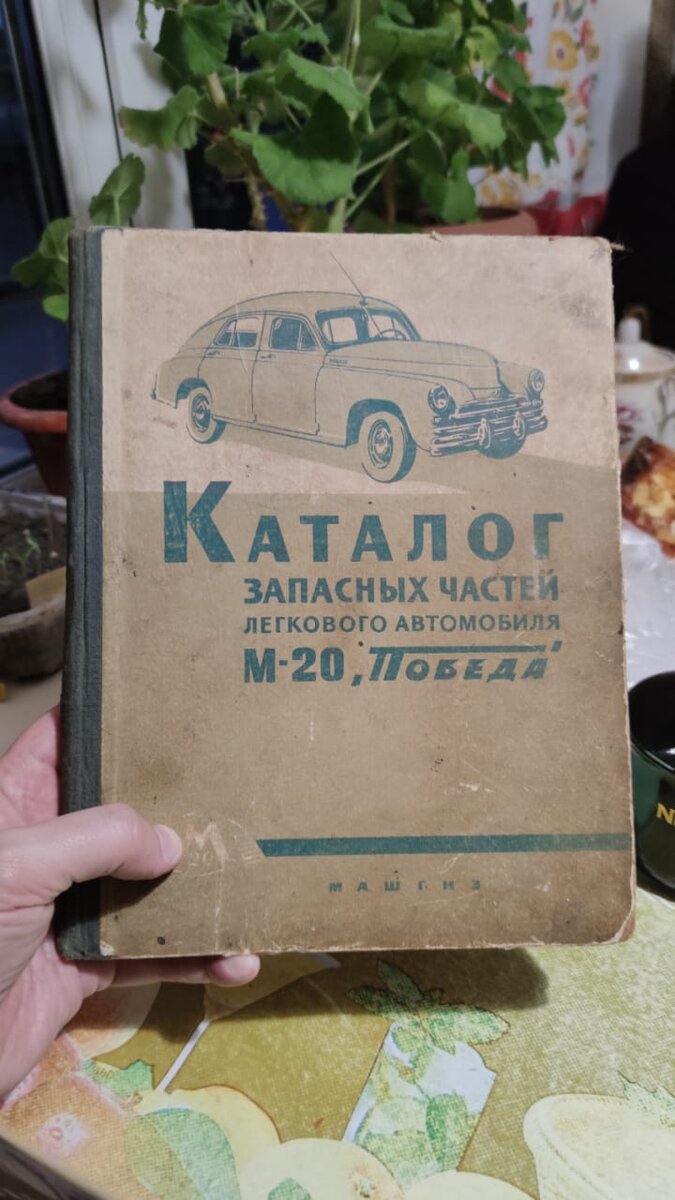 Каталог
запасных частей
легкового автомобиля
М-20 „Победа"
МАШГИЗ